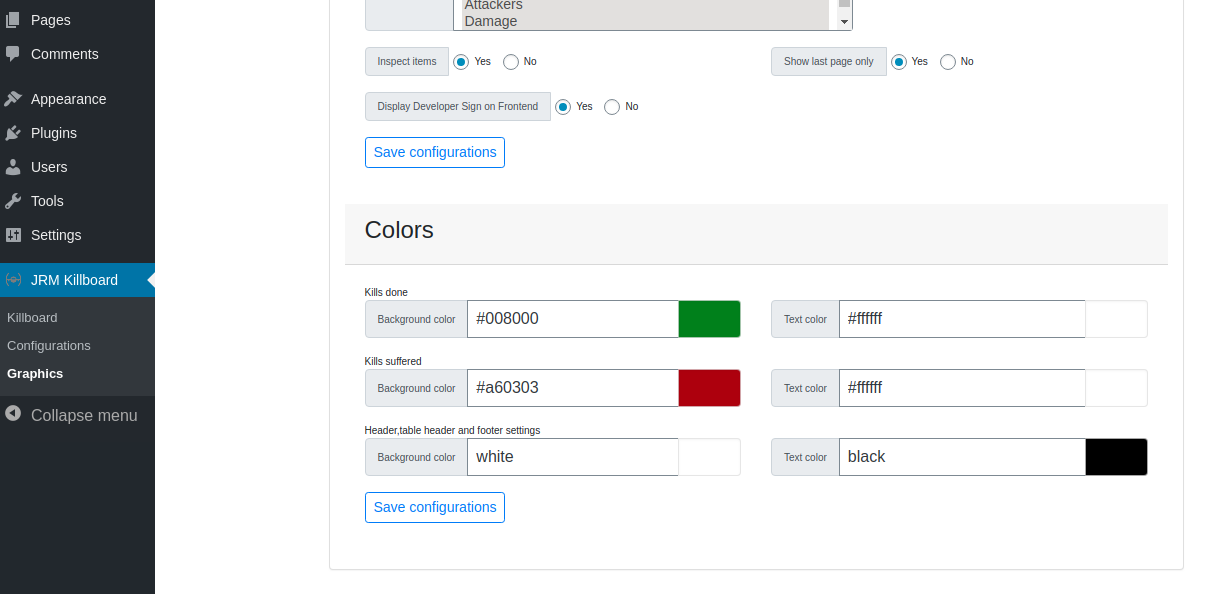 Pages
Comments
Appearance
Plugins
Users
Tools
Settings
JRM Killboard
Killboard
Configurations
Graphics
Collapse menu
Attackers
Damage
Inspect items Yes No Show last page only Yes No
Display Developer Sign on Frontend Yes No
Save configurations
Colors
Kills done
Background color #008000 Text color #ffffff
Kills suffered
Background color #a60303 Text color #ffffff
Header,table header and footer settings
Background color white Text color black
Save configurations